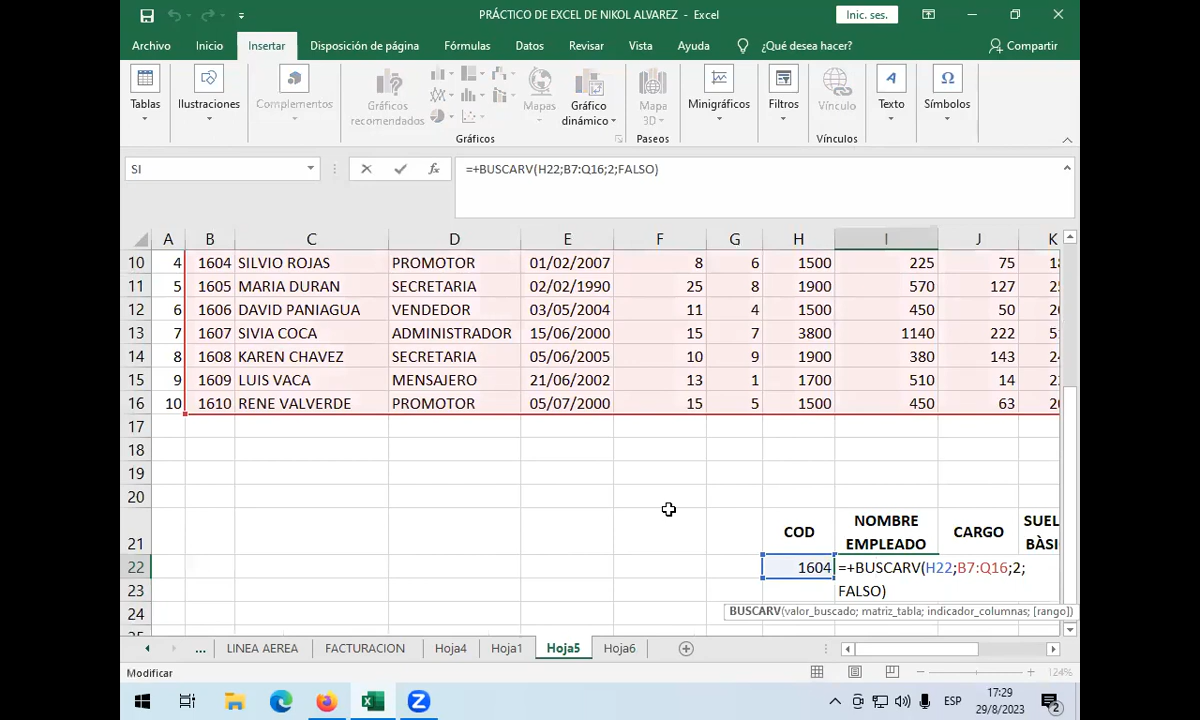 PRÁCTICO DE EXCEL DE NIKOL ALVAREZ - Excel
Inic. ses.
Archivo Inicio Insertar Disposición de página Fórmulas Datos Revisar Vista Ayuda ¿Qué desea hacer? Compartir
Tablas
Ilustraciones
Complementos
Gráficos recomendados
Mapas
Gráfico dinámico
Gráficos
Mapa 3D
Paseos
Minigráficos
Filtros
Vínculo
Vínculos
Texto
Símbolos
SI fx =+BUSCARV(H22;B7:Q16;2;FALSO)
A B C D E F G H I J K
10 4 1604 SILVIO ROJAS PROMOTOR 01/02/2007 8 6 1500 225 75
11 5 1605 MARIA DURAN SECRETARIA 02/02/1990 25 8 1900 570 127
12 6 1606 DAVID PANIAGUA VENDEDOR 03/05/2004 11 4 1500 450 50
13 7 1607 SIVIA COCA ADMINISTRADOR 15/06/2000 15 7 3800 1140 222
14 8 1608 KAREN CHAVEZ SECRETARIA 05/06/2005 10 9 1900 380 143
15 9 1609 LUIS VACA MENSAJERO 21/06/2002 13 1 1700 510 14
16 10 1610 RENE VALVERDE PROMOTOR 05/07/2000 15 5 1500 450 63
17
18
19
20
21 COD NOMBRE EMPLEADO CARGO SUEL BÀSI
22 1604 =+BUSCARV(H22;B7:Q16;2;
23 FALSO)
24 BUSCARV(valor_buscado; matriz_tabla; indicador_columnas; [rango])
... LINEA AEREA FACTURACION Hoja4 Hoja1 Hoja5 Hoja6
Modificar 124%
ESP 17:29
29/8/2023 2